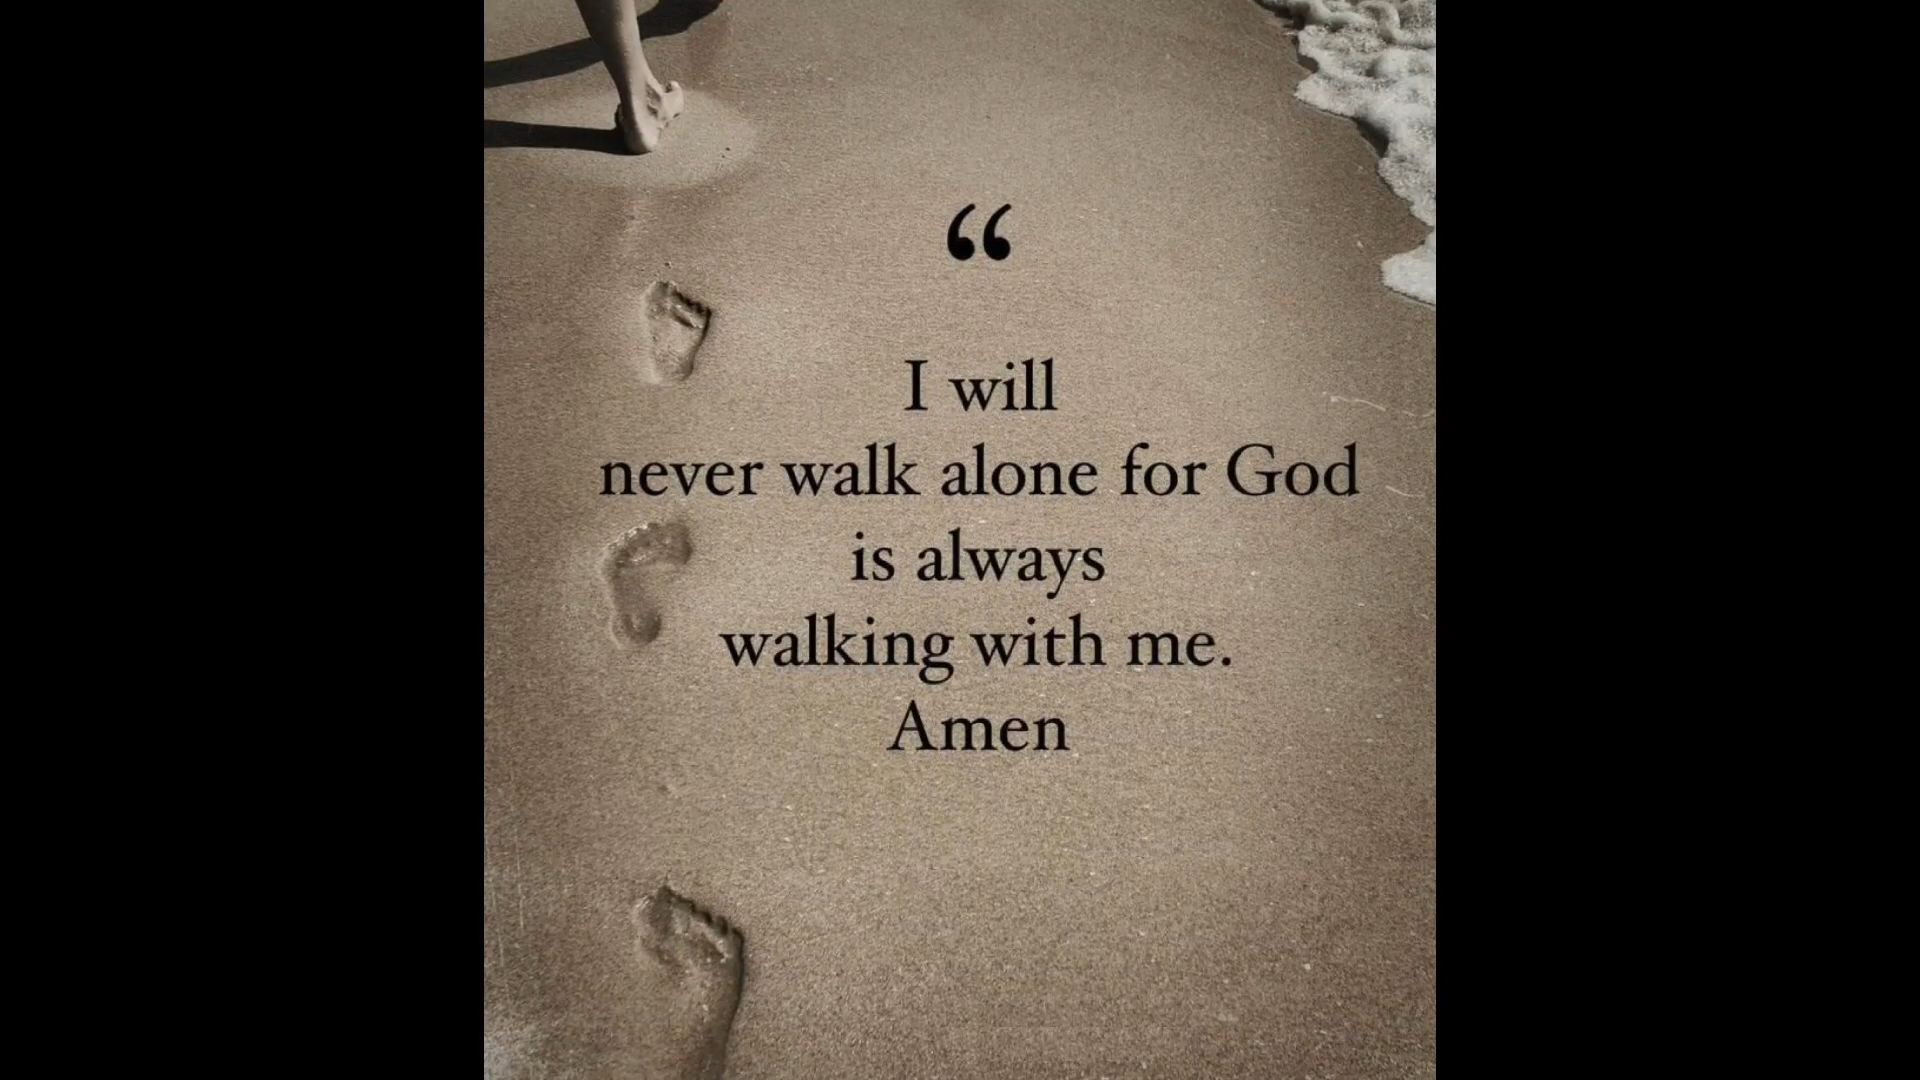 “
I will
never walk alone for God
is always
walking with me.
Amen